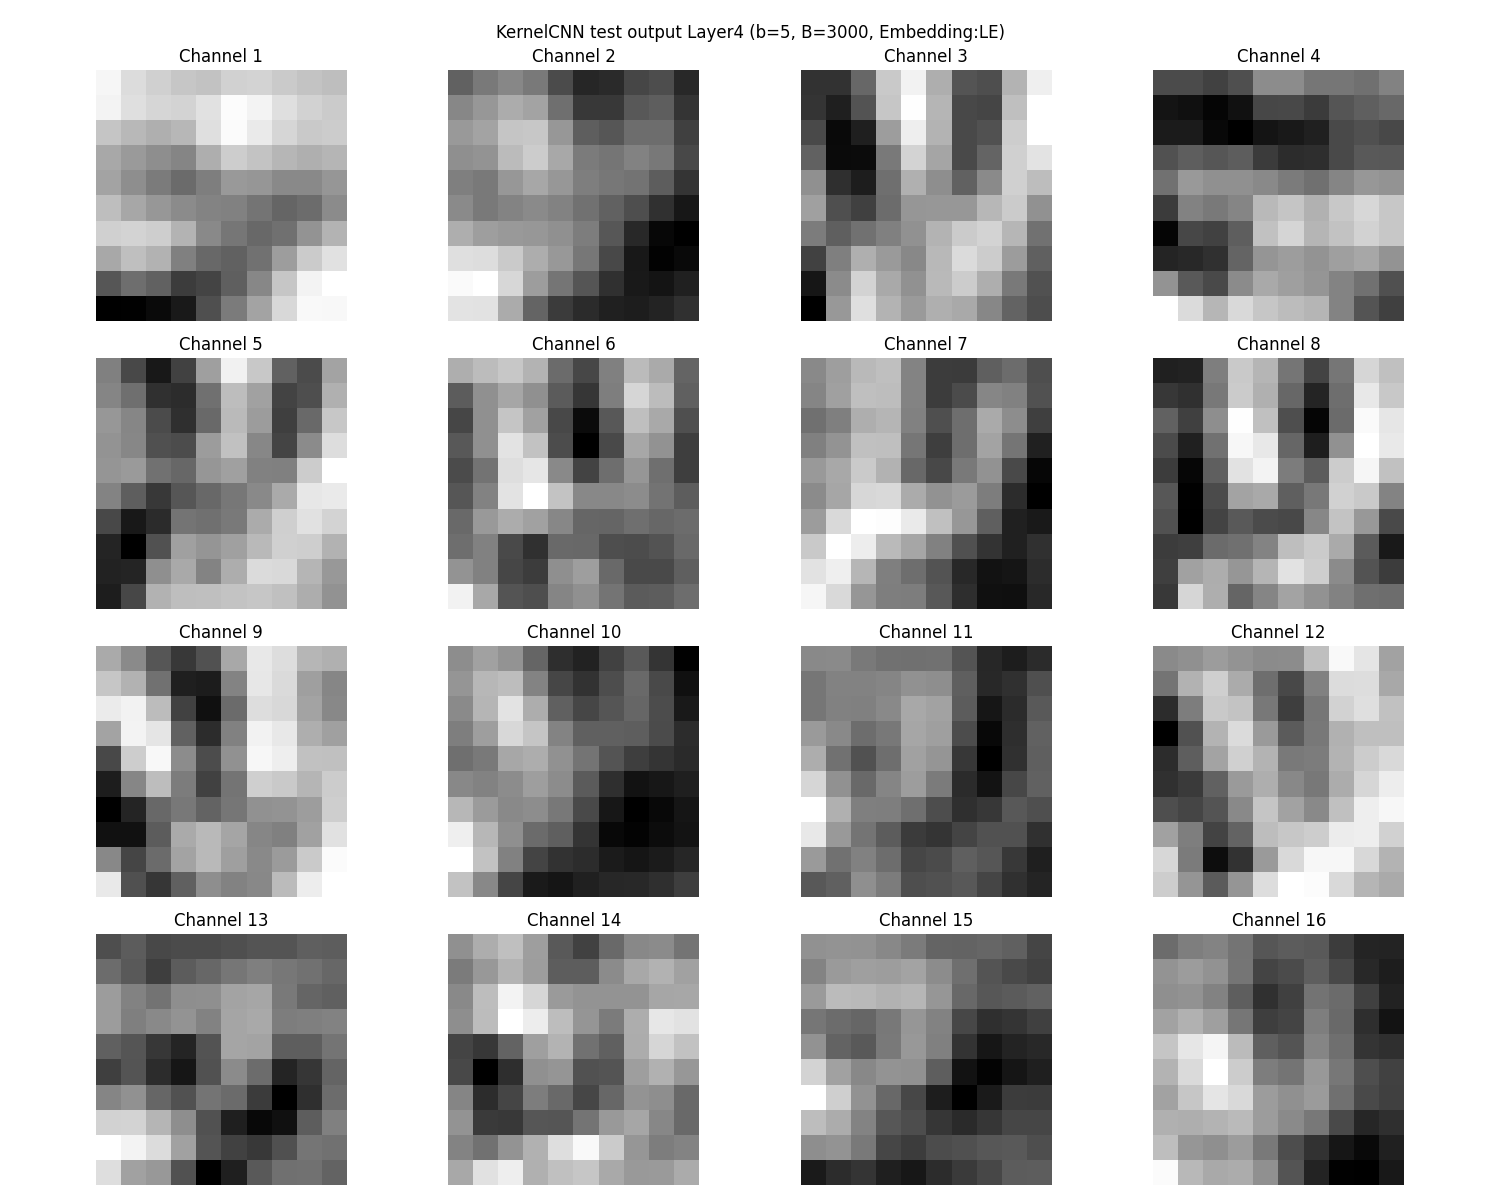 KernelCNN test output Layer4 (b=5, B=3000, Embedding:LE)
Channel 1
Channel 2
Channel 3
Channel 4
Channel 5
Channel 6
Channel 7
Channel 8
Channel 9
Channel 10
Channel 11
Channel 12
Channel 13
Channel 14
Channel 15
Channel 16